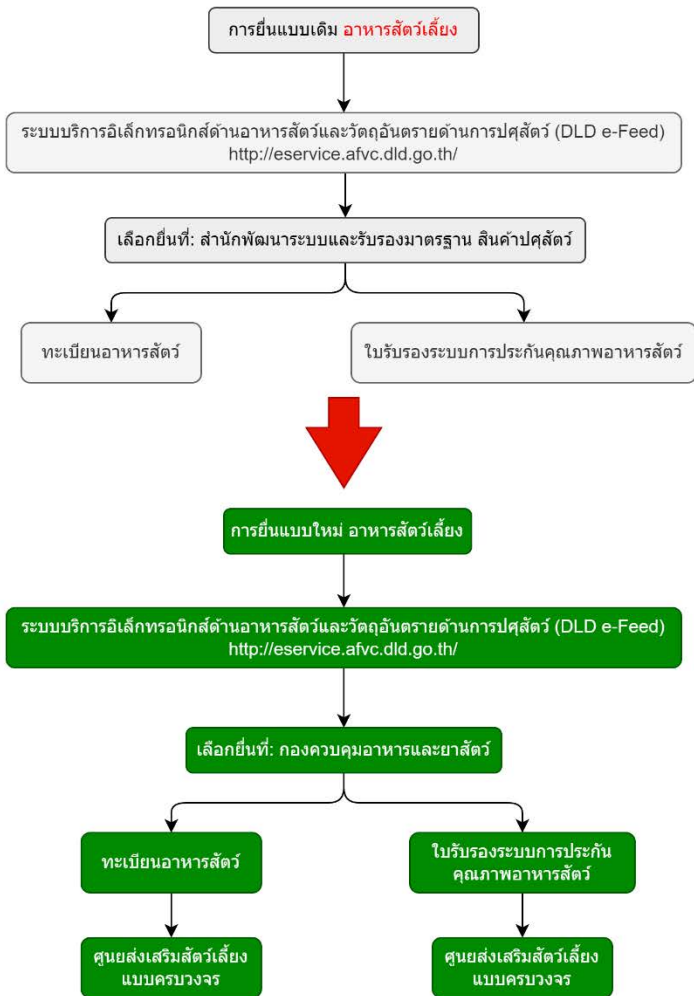 การยื่นแบบเดิม อาหารสัตว์เลี้ยง
ระบบบริการอิเล็กทรอนิกส์ด้านอาหารสัตว์และวัตถุอันตรายด้านการปศุสัตว์ (DLD e-Feed)
http://eservice.afvc.dld.go.th/
เลือกยื่นที่: สำนักพัฒนาระบบและรับรองมาตรฐาน สินค้าปศุสัตว์
ทะเบียนอาหารสัตว์
ใบรับรองระบบการประกันคุณภาพอาหารสัตว์
การยื่นแบบใหม่ อาหารสัตว์เลี้ยง
ระบบบริการอิเล็กทรอนิกส์ด้านอาหารสัตว์และวัตถุอันตรายด้านการปศุสัตว์ (DLD e-Feed)
http://eservice.afvc.dld.go.th/
เลือกยื่นที่: กองควบคุมอาหารและยาสัตว์
ทะเบียนอาหารสัตว์
ใบรับรองระบบการประกัน
คุณภาพอาหารสัตว์
ศูนยส่งเสริมสัตว์เลี้ยง
แบบครบวงจร
ศูนยส่งเสริมสัตว์เลี้ยง
แบบครบวงจร